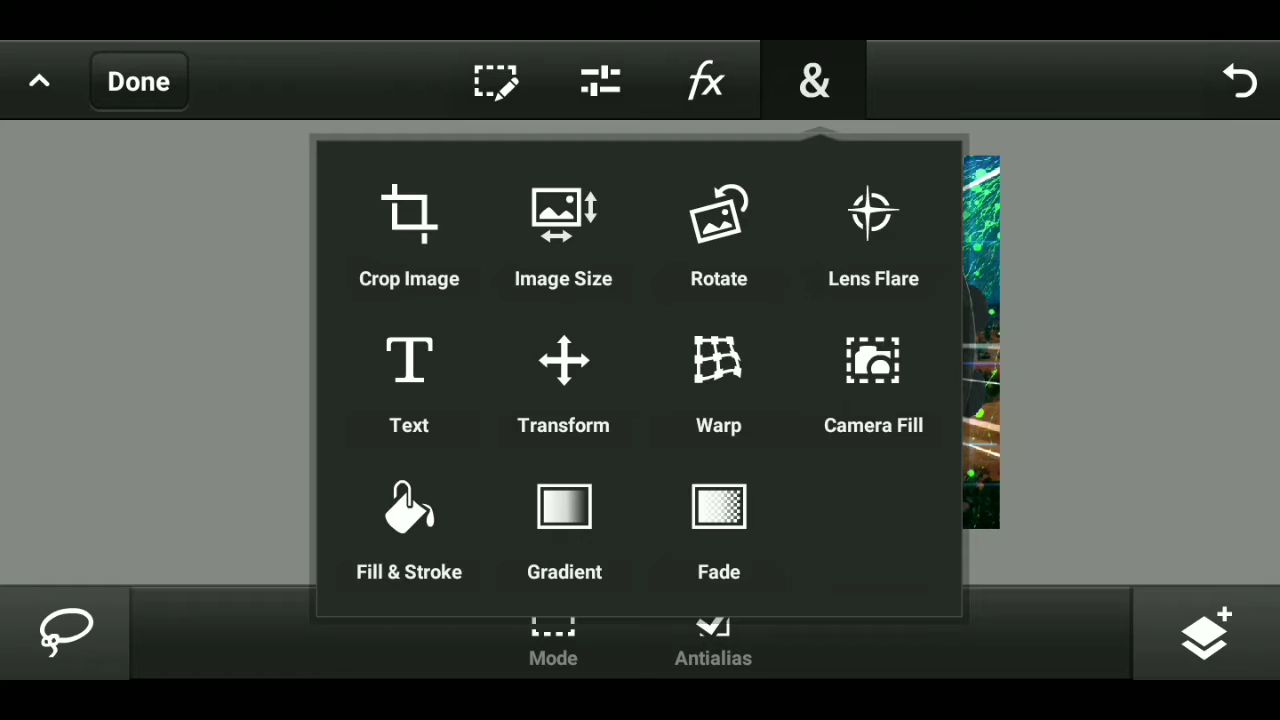 Done fx &
Crop Image Image Size Rotate Lens Flare
Text Transform Warp Camera Fill
Fill & Stroke Gradient Fade
Mode Antialias